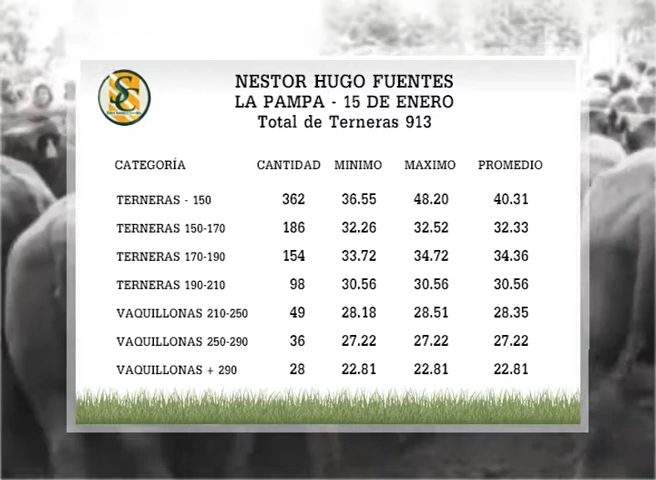 SC
NESTOR HUGO FUENTES
LA PAMPA - 15 DE ENERO
Total de Terneras 913
CATEGORÍA CANTIDAD MINIMO MAXIMO PROMEDIO
TERNERAS - 150 362 36.55 48.20 40.31
TERNERAS 150-170 186 32.26 32.52 32.33
TERNERAS 170-190 154 33.72 34.72 34.36
TERNERAS 190-210 98 30.56 30.56 30.56
VAQUILLONAS 210-250 49 28.18 28.51 28.35
VAQUILLONAS 250-290 36 27.22 27.22 27.22
VAQUILLONAS + 290 28 22.81 22.81 22.81